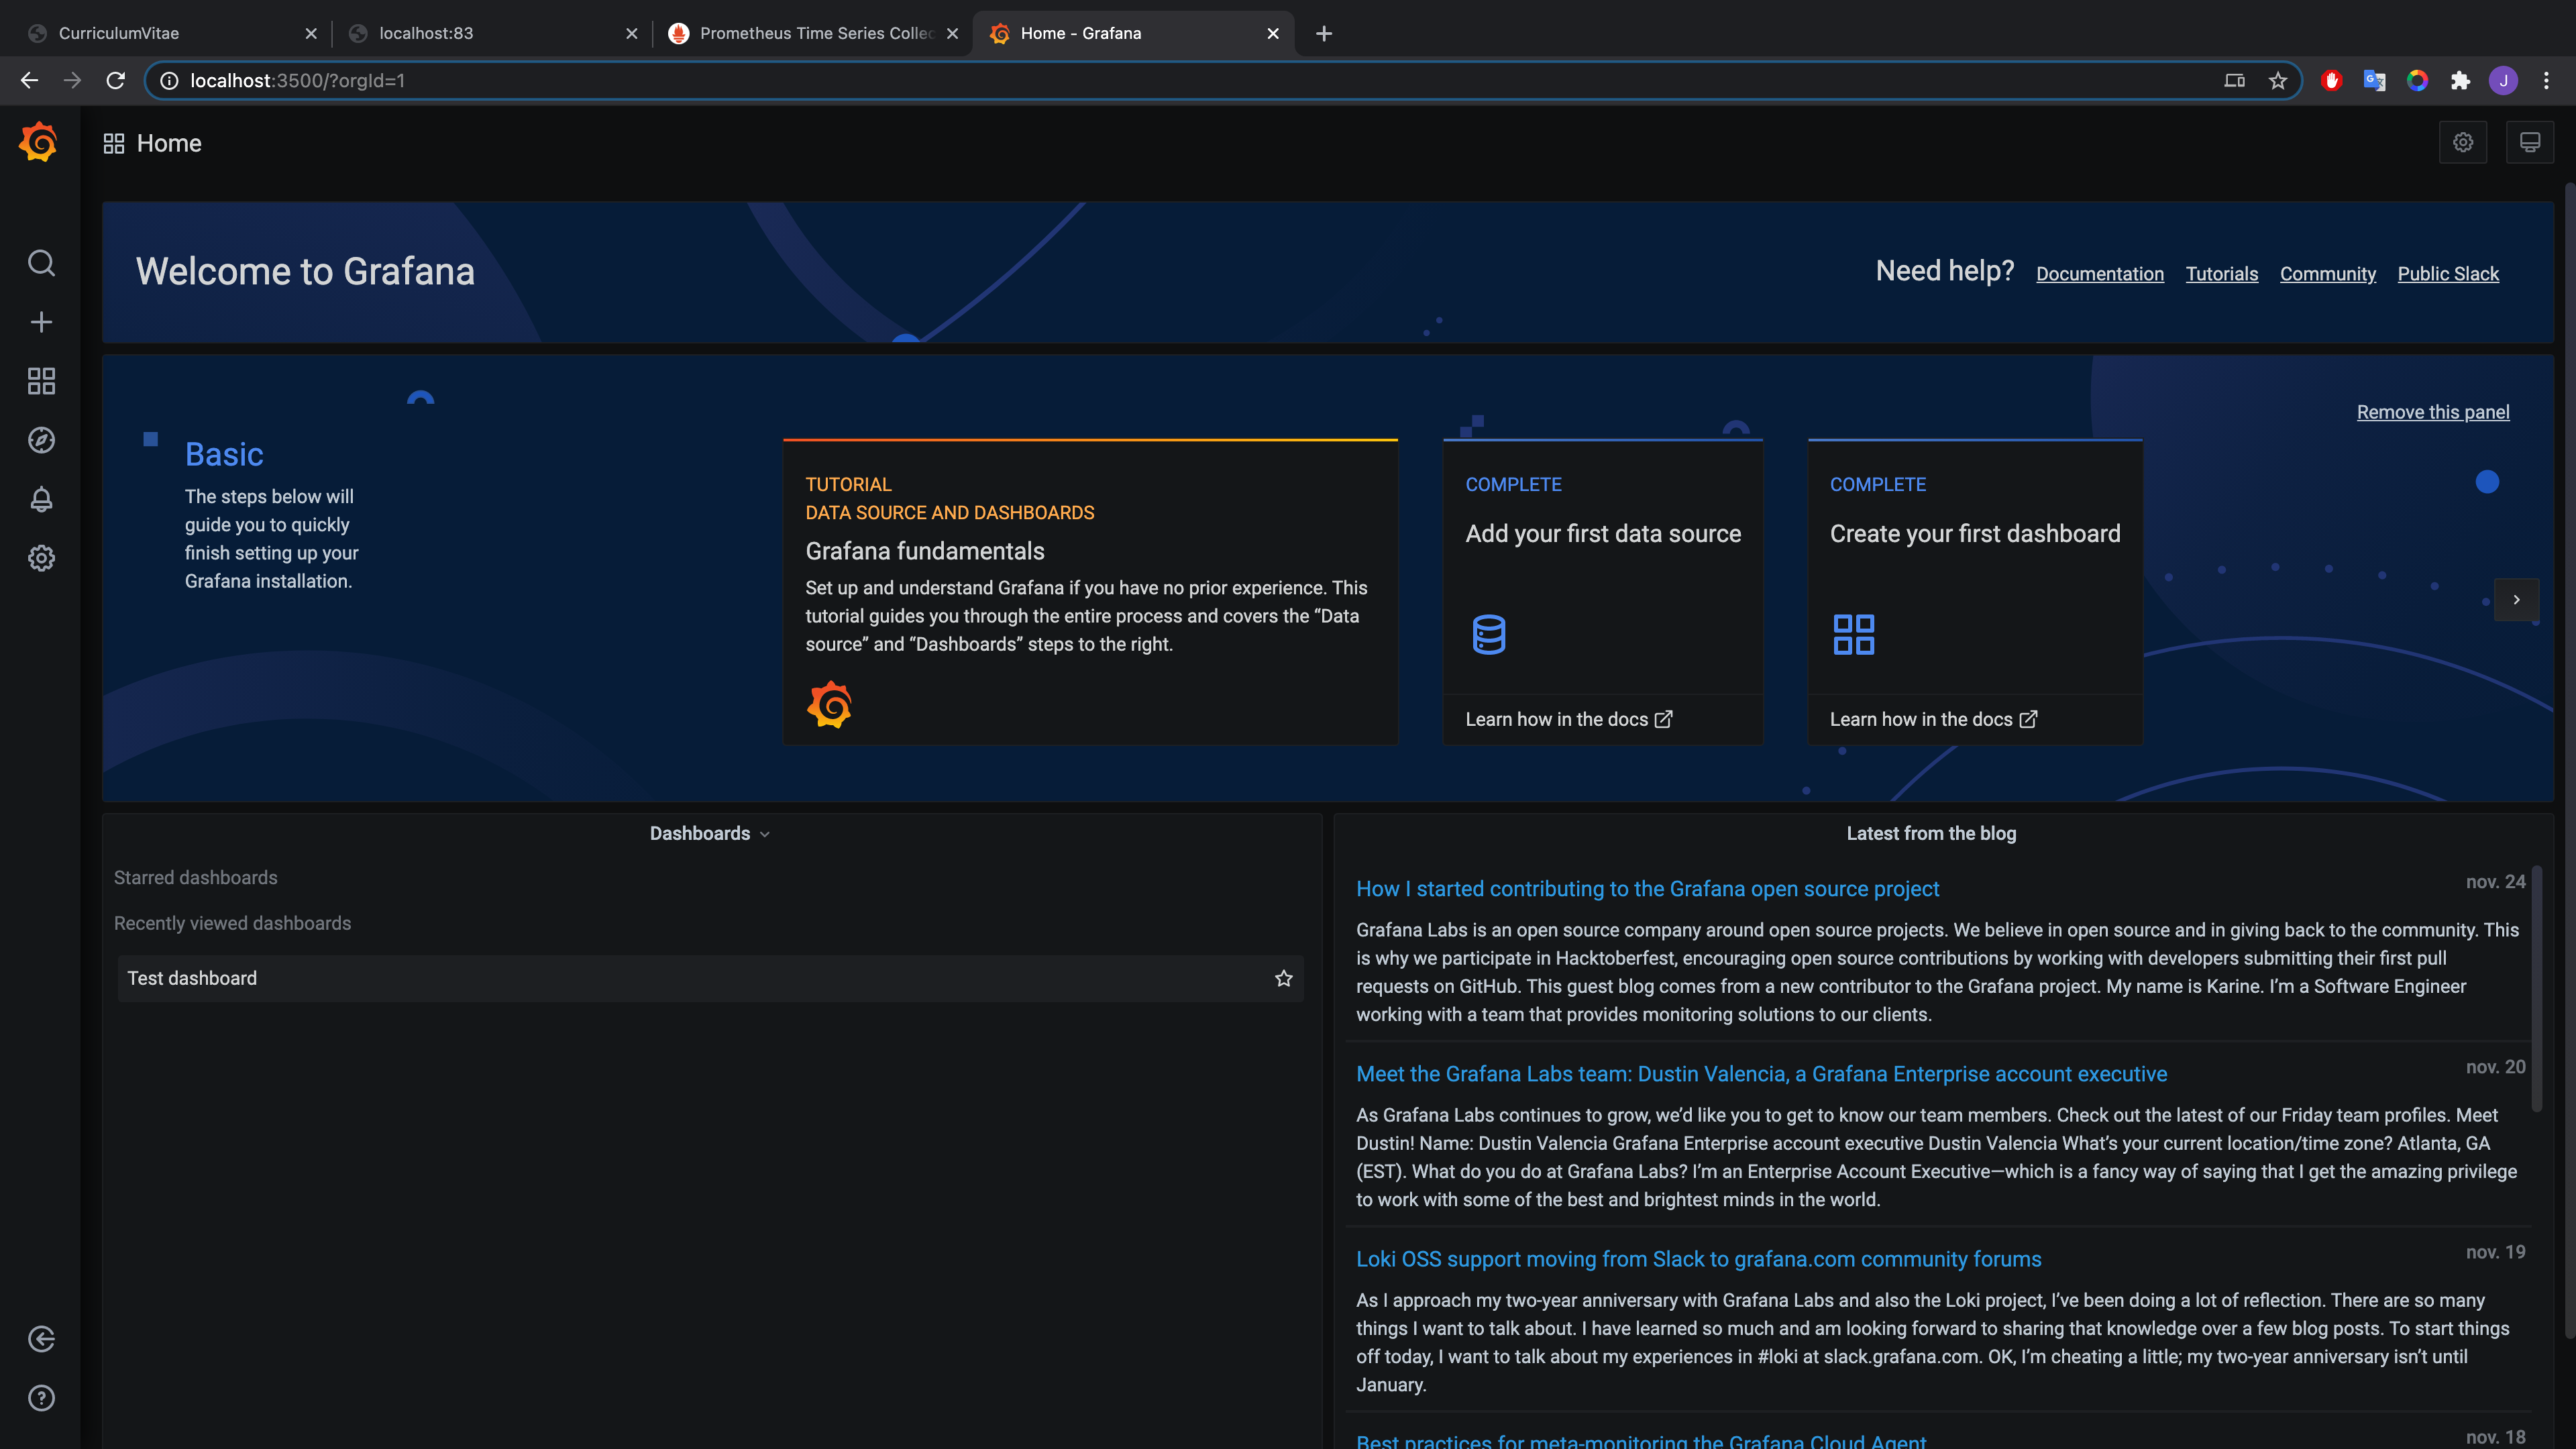 CurriculumVitae
localhost:83
Prometheus Time Series Collec
Home - Grafana
localhost:3500/?orgId=1
J
Home
Welcome to Grafana
Need help? Documentation Tutorials Community Public Slack
Remove this panel
Basic
The steps below will
guide you to quickly
finish setting up your
Grafana installation.
TUTORIAL
DATA SOURCE AND DASHBOARDS
Grafana fundamentals
Set up and understand Grafana if you have no prior experience. This
tutorial guides you through the entire process and covers the “Data
source” and “Dashboards” steps to the right.
COMPLETE
Add your first data source
Learn how in the docs
COMPLETE
Create your first dashboard
Learn how in the docs
Dashboards
Starred dashboards
Recently viewed dashboards
Test dashboard
Latest from the blog
How I started contributing to the Grafana open source project
nov. 24
Grafana Labs is an open source company around open source projects. We believe in open source and in giving back to the community. This
is why we participate in Hacktoberfest, encouraging open source contributions by working with developers submitting their first pull
requests on GitHub. This guest blog comes from a new contributor to the Grafana project. My name is Karine. I’m a Software Engineer
working with a team that provides monitoring solutions to our clients.
Meet the Grafana Labs team: Dustin Valencia, a Grafana Enterprise account executive
nov. 20
As Grafana Labs continues to grow, we’d like you to get to know our team members. Check out the latest of our Friday team profiles. Meet
Dustin! Name: Dustin Valencia Grafana Enterprise account executive Dustin Valencia What’s your current location/time zone? Atlanta, GA
(EST). What do you do at Grafana Labs? I’m an Enterprise Account Executive—which is a fancy way of saying that I get the amazing privilege
to work with some of the best and brightest minds in the world.
Loki OSS support moving from Slack to grafana.com community forums
nov. 19
As I approach my two-year anniversary with Grafana Labs and also the Loki project, I’ve been doing a lot of reflection. There are so many
things I want to talk about. I have learned so much and am looking forward to sharing that knowledge over a few blog posts. To start things
off today, I want to talk about my experiences in #loki at slack.grafana.com. OK, I’m cheating a little; my two-year anniversary isn’t until
January.
Best practices for meta-monitoring the Grafana Cloud Agent
nov. 18